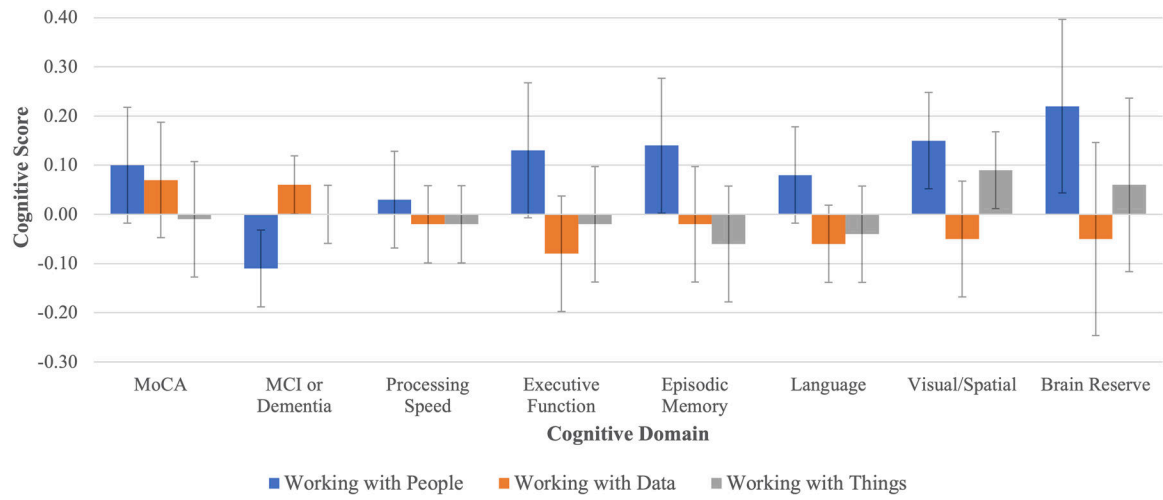 0.40
0.30
0.20
0.10
0.00
-0.10
-0.20
-0.30
Cognitive Score
MoCA
MCI or
Dementia
Processing
Speed
Executive
Function
Episodic
Memory
Language
Visual/Spatial
Brain Reserve
Cognitive Domain
Working with People
Working with Data
Working with Things